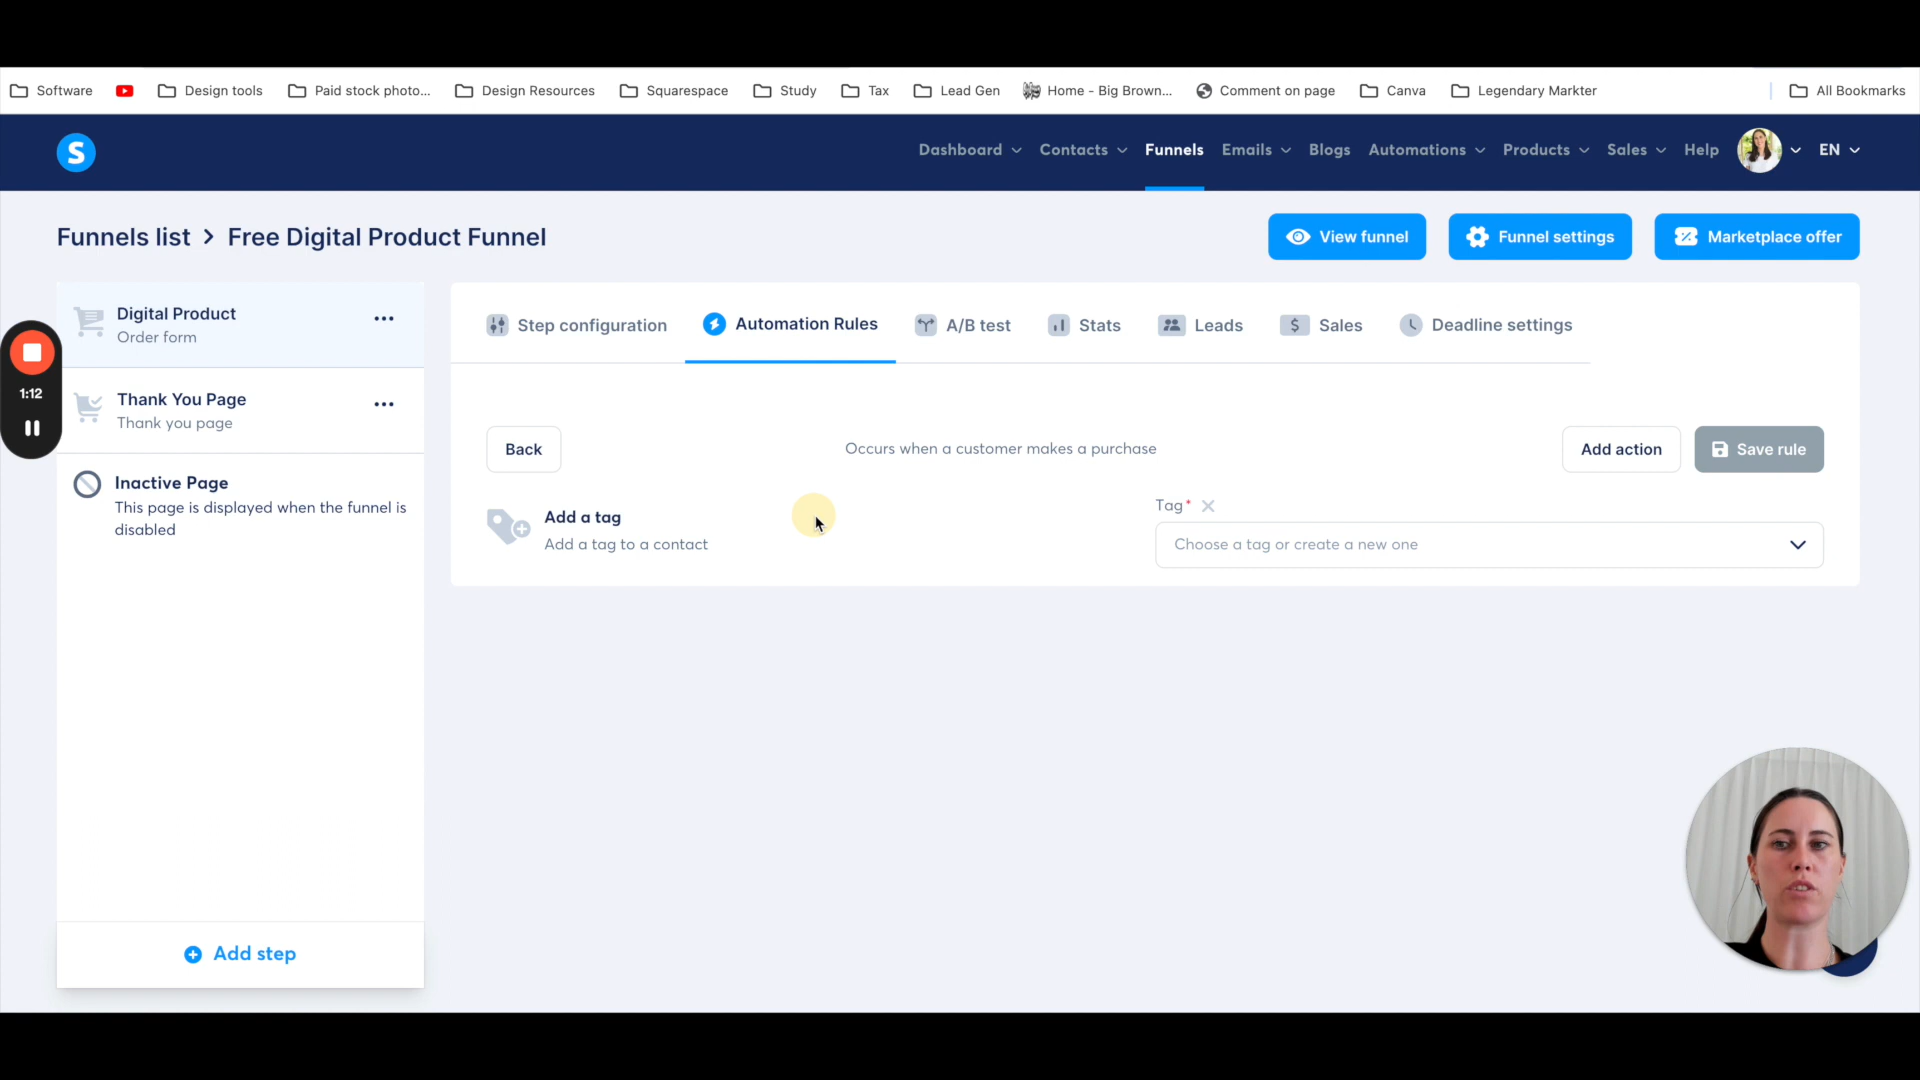 Software
Design tools
Paid stock photo...
Design Resources
Squarespace
Study
Tax
Lead Gen
Home - Big Brown...
Comment on page
Canva
Legendary Markter
All Bookmarks
S
Dashboard
Contacts
Funnels
Emails
Blogs
Automations
Products
Sales
Help
EN
Funnels list > Free Digital Product Funnel
View funnel
Funnel settings
Marketplace offer
Digital Product
Order form
1:12
Thank You Page
Thank you page
Inactive Page
This page is displayed when the funnel is
disabled
Add step
Step configuration
Automation Rules
A/B test
Stats
Leads
$ Sales
Deadline settings
Back
Occurs when a customer makes a purchase
Add action
Save rule
Add a tag
Add a tag to a contact
Tag*
Choose a tag or create a new one